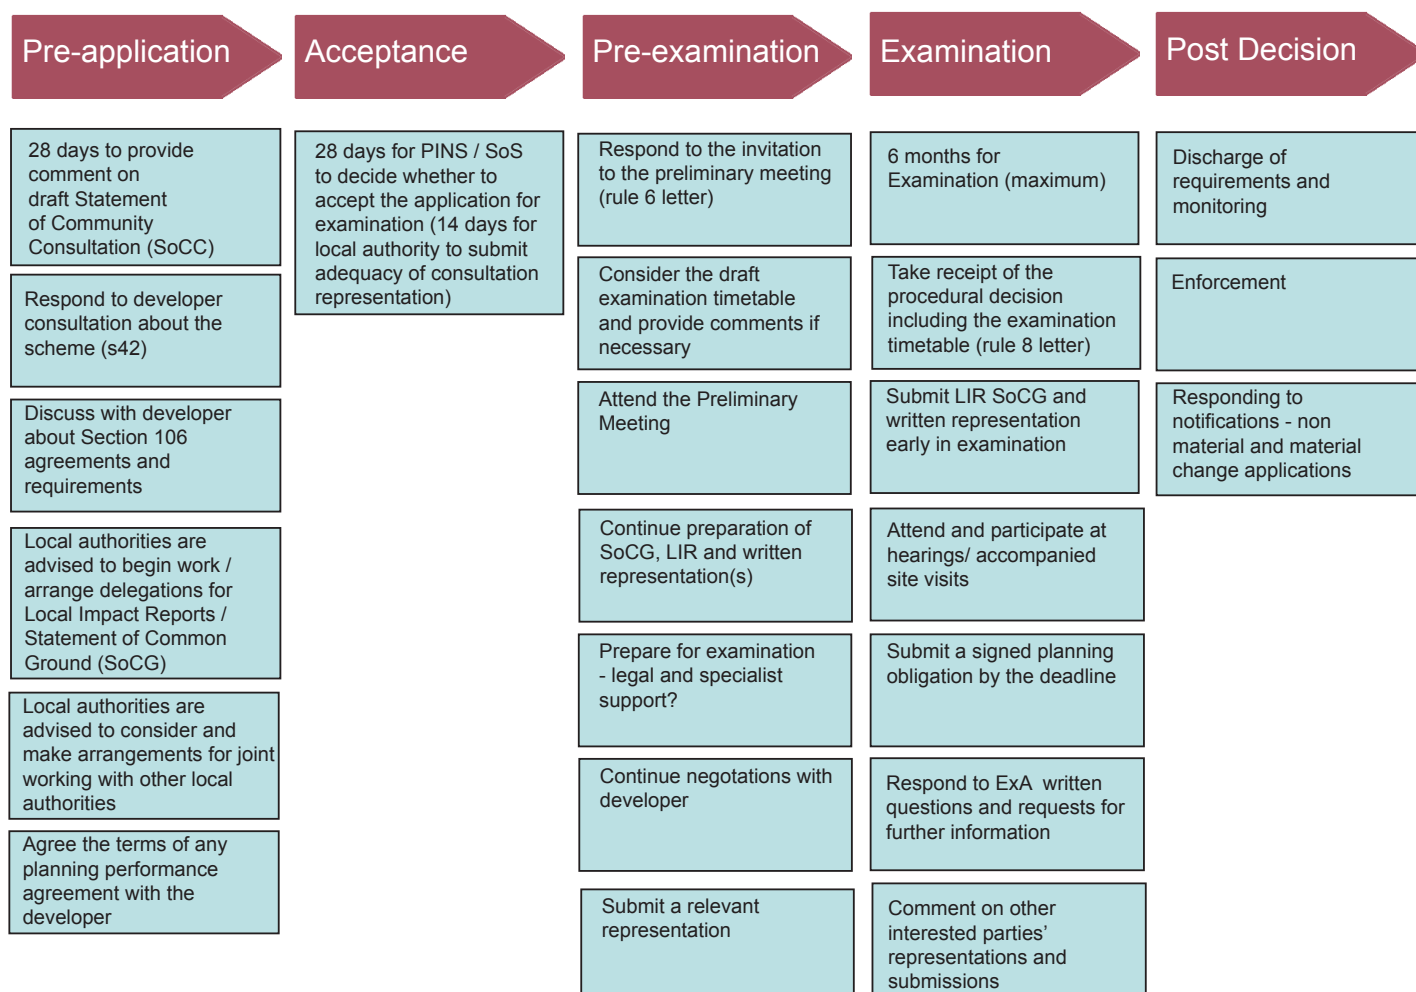 Pre-application
Acceptance
Pre-examination
Examination
Post Decision
28 days to provide
comment on
draft Statement
of Community
Consultation (SoCC)
Respond to developer
consultation about the
scheme (s42)
Discuss with developer
about Section 106
agreements and
requirements
Local authorities are
advised to begin work /
arrange delegations for
Local Impact Reports /
Statement of Common
Ground (SoCG)
Local authorities are
advised to consider and
make arrangements for joint
working with other local
authorities
Agree the terms of any
planning performance
agreement with the
developer
28 days for PINS / SoS
to decide whether to
accept the application for
examination (14 days for
local authority to submit
adequacy of consultation
representation)
Respond to the invitation
to the preliminary meeting
(rule 6 letter)
Consider the draft
examination timetable
and provide comments if
necessary
Attend the Preliminary
Meeting
Continue preparation of
SoCG, LIR and written
representation(s)
Prepare for examination
- legal and specialist
support?
Continue negotations with
developer
Submit a relevant
representation
6 months for
Examination (maximum)
Take receipt of the
procedural decision
including the examination
timetable (rule 8 letter)
Submit LIR SoCG and
written representation
early in examination
Attend and participate at
hearings/ accompanied
site visits
Submit a signed planning
obligation by the deadline
Respond to ExA  written
questions and requests for
further information
Comment on other
interested parties’
representations and
submissions
Discharge of
requirements and
monitoring
Enforcement
Responding to
notifications - non
material and material
change applications